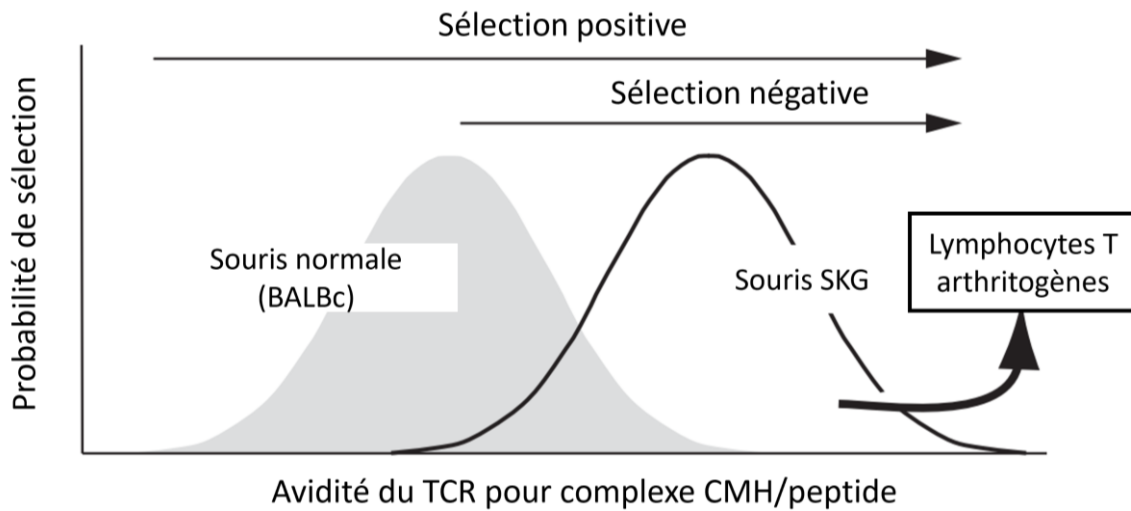 Sélection positive
Sélection négative
Probabilité de sélection
Souris normale
(BALBc)
Souris SKG
Lymphocytes T
arthritogènes
Avidité du TCR pour complexe CMH/peptide